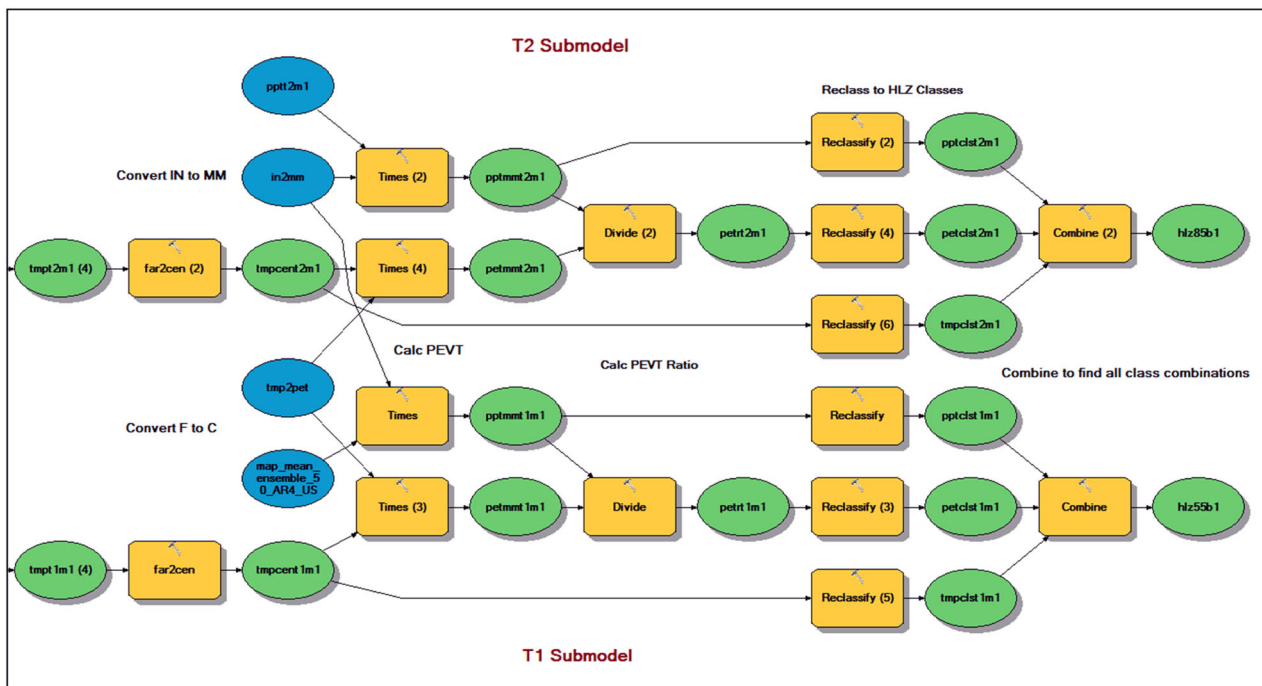 T2 Submodel
pptt2m1
Reclass to HLZ Classes
Reclassify (2)
pptclst2m1
Convert IN to MM
in2mm
Times (2)
pptmmt2m1
Divide (2)
petrt2m1
Reclassify (4)
petclst2m1
Combine (2)
hlz85b1
tmpt2m1 (4)
far2cen (2)
tmpcent2m1
Times (4)
petmmt2m1
Reclassify (6)
tmpclst2m1
Calc PEVT
Calc PEVT Ratio
Combine to find all class combinations
tmp2pet
Times
pptmmt1m1
Reclassify
pptclst1m1
Convert F to C
map_mean_
ensemble_5
0_AR4_US
Times (3)
petmmt1m1
Divide
petrt1m1
Reclassify (3)
petclst1m1
Combine
hlz55b1
tmpt1m1 (4)
far2cen
tmpcent1m1
Reclassify (5)
tmpclst1m1
T1 Submodel